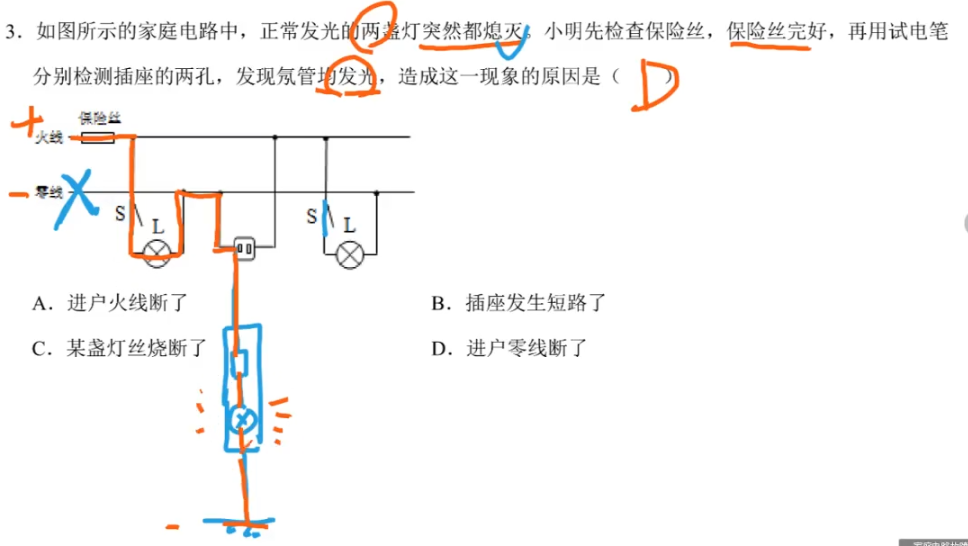 3. 如图所示的家庭电路中，正常发光的两盏灯突然都熄灭。小明先检查保险丝，保险丝完好，再用试电笔
分别检测插座的两孔，发现氖管均发光，造成这一现象的原因是（ D ）
+
保险丝
火线
- 零线
S L
S L
A. 进户火线断了
B. 插座发生短路了
C. 某盏灯丝烧断了
D. 进户零线断了
-